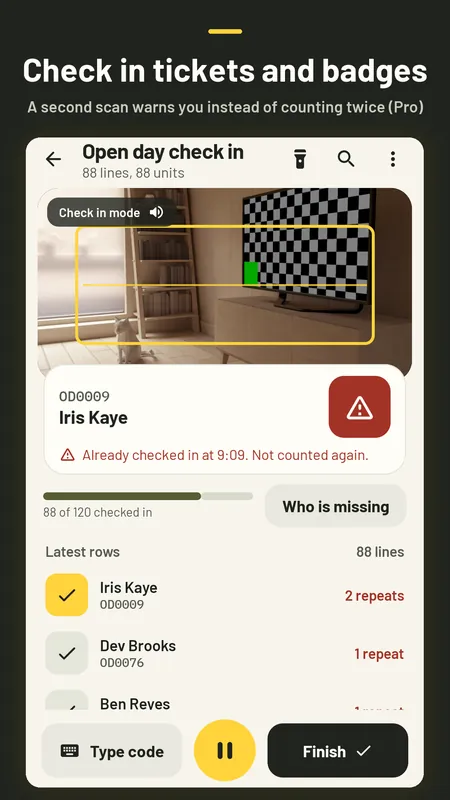 Check in tickets and badges
A second scan warns you instead of counting twice (Pro)
Open day check in
88 lines, 88 units
Check in mode
OD0009
Iris Kaye
Already checked in at 9:09. Not counted again.
88 of 120 checked in
Who is missing
Latest rows
88 lines
Iris Kaye
OD0009
2 repeats
Dev Brooks
OD0076
1 repeat
Ben Reves
Type code
Finish